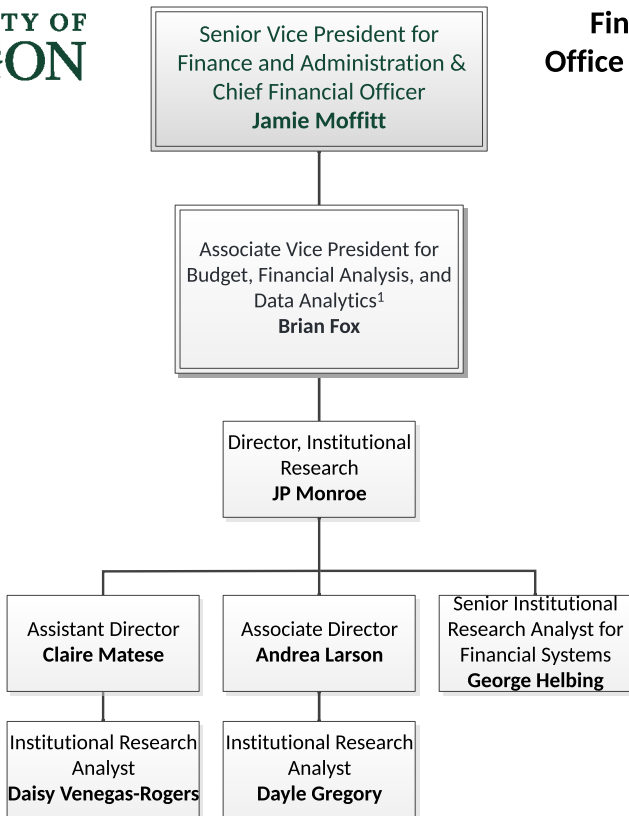 TY OF
ON
Fin
Office
Senior Vice President for
Finance and Administration &
Chief Financial Officer
Jamie Moffitt
Associate Vice President for
Budget, Financial Analysis, and
Data Analytics¹
Brian Fox
Director, Institutional
Research
JP Monroe
Assistant Director
Claire Matese
Associate Director
Andrea Larson
Senior Institutional
Research Analyst for
Financial Systems
George Helbing
Institutional Research
Analyst
Daisy Venegas-Rogers
Institutional Research
Analyst
Dayle Gregory